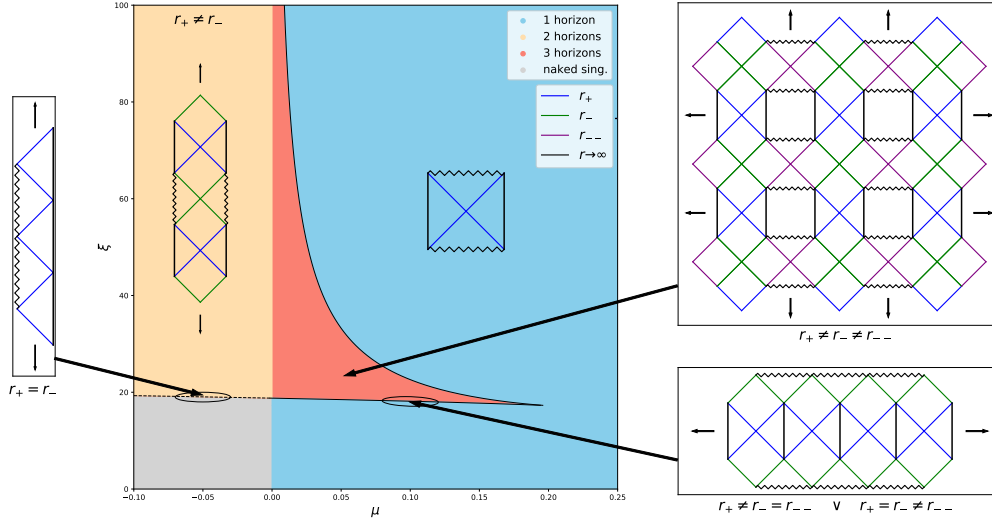 r₊ ≠ r₋
1 horizon
2 horizons
3 horizons
naked sing.
r₊
r₋
r₋₋
r→∞
100
80
60
40
20
0
ξ
−0.10
−0.05
0.00
0.05
0.10
0.15
0.20
0.25
μ
r₊ = r₋
r₊ ≠ r₋ ≠ r₋₋
r₊ ≠ r₋ = r₋₋ ∨ r₊ = r₋ ≠ r₋₋